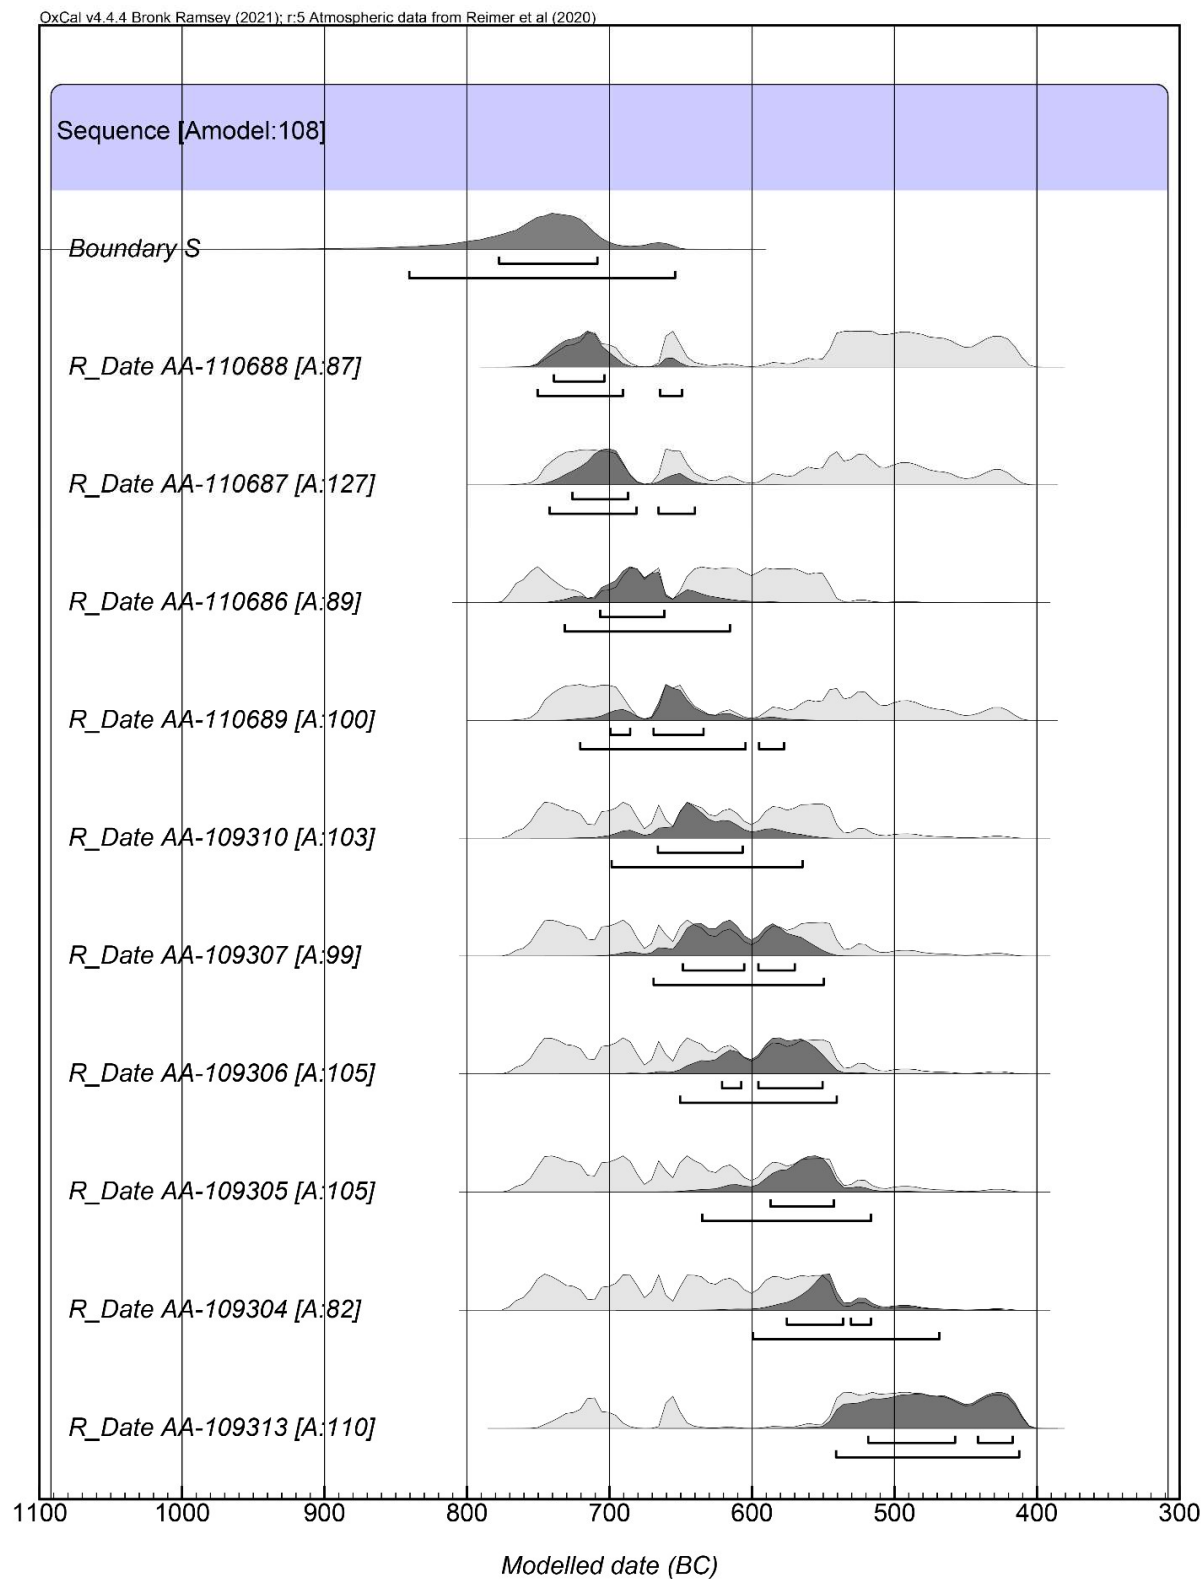 OxCal v4.4.4 Bronk Ramsey (2021); r:5 Atmospheric data from Reimer et al (2020)
Sequence [Amodel:108]
Boundary S
R_Date AA-110688 [A:87]
R_Date AA-110687 [A:127]
R_Date AA-110686 [A:89]
R_Date AA-110689 [A:100]
R_Date AA-109310 [A:103]
R_Date AA-109307 [A:99]
R_Date AA-109306 [A:105]
R_Date AA-109305 [A:105]
R_Date AA-109304 [A:82]
R_Date AA-109313 [A:110]
1100 1000 900 800 700 600 500 400 300
Modelled date (BC)